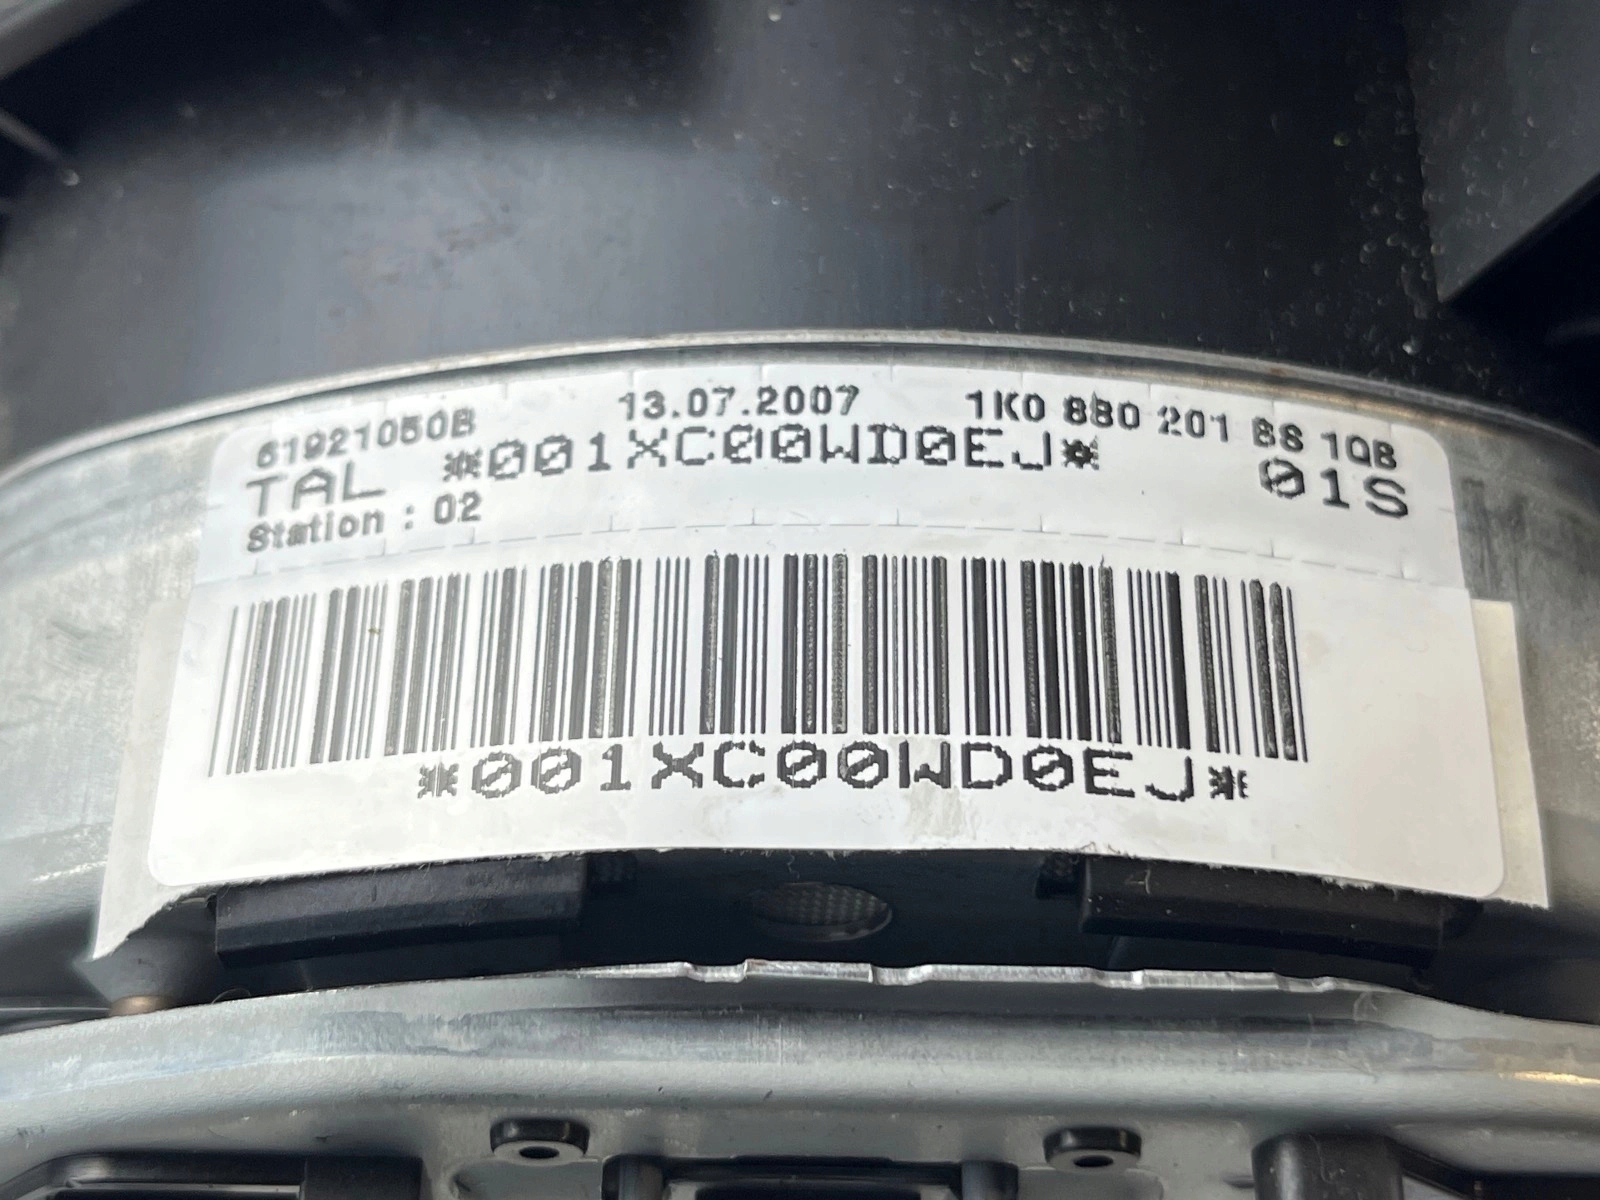 61921050B 13.07.2007 1K0 880 201 BS 1QB
TAL *001XC00WD0EJ* 01S
Station : 02
*001XC00WD0EJ*